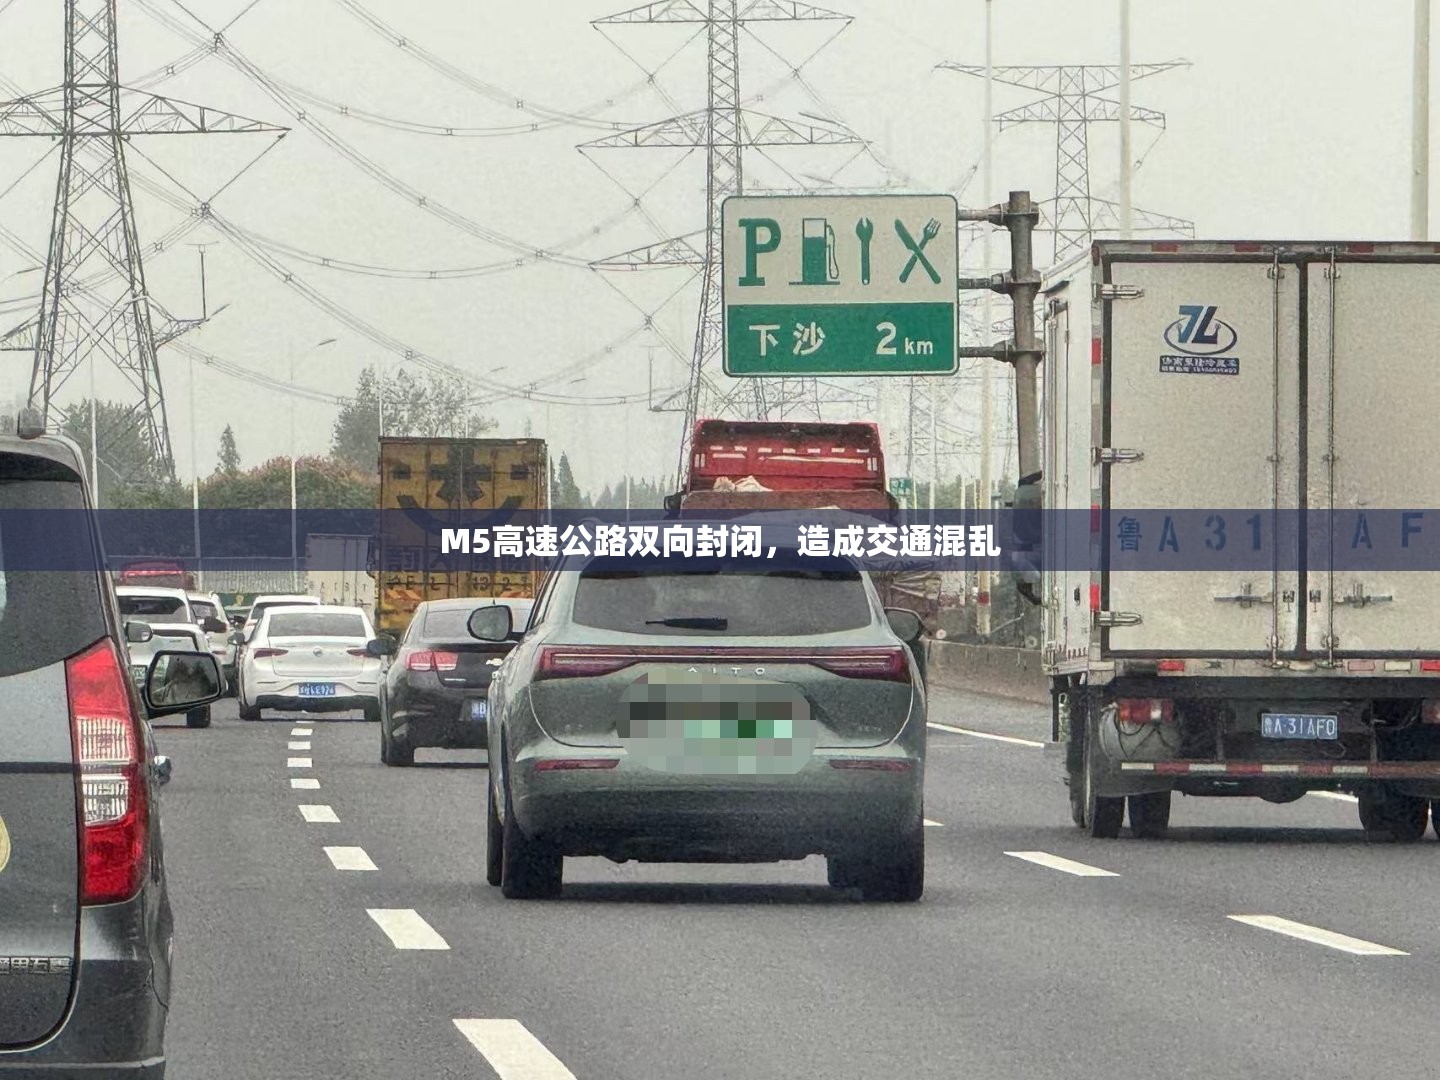 P
下沙 2km
M5高速公路双向封闭，造成交通混乱
鲁A31 AF
AITO
鲁A·31AF0